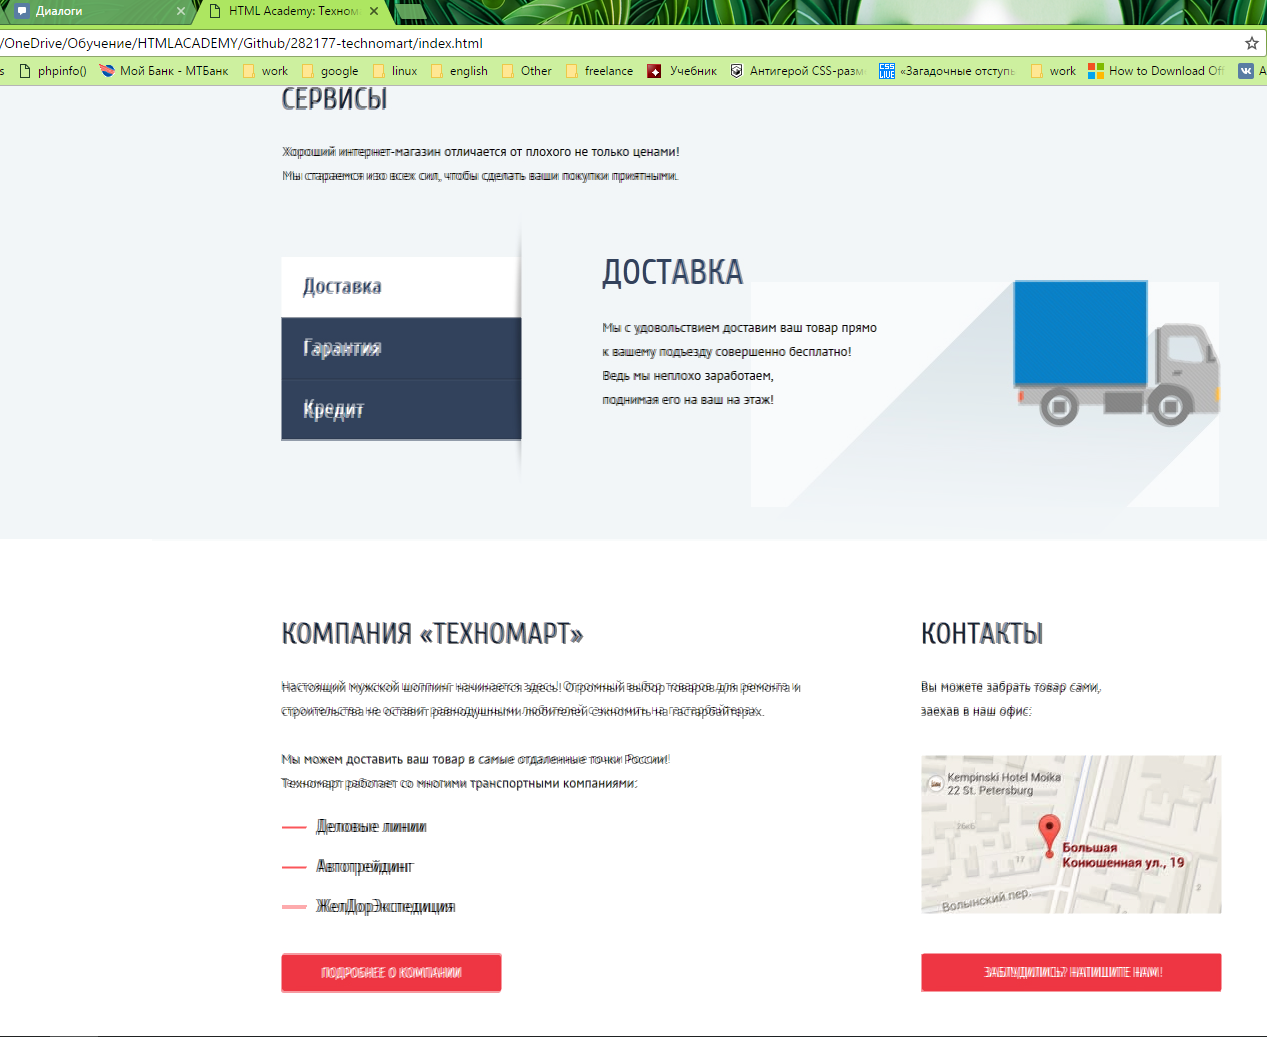 Диалоги
HTML Academy: Техном
/OneDrive/Обучение/HTMLACADEMY/Github/282177-technomart/index.html
s phpinfo() Мой Банк - МТБанк work google linux english Other freelance Учебник Антигерой CSS-разм «Загадочные отступь work How to Download Off A
СЕРВИСЫ
Хороший интернет-магазин отличается от плохого не только ценами!
Мы стараемся изо всех сил, чтобы сделать ваши покупки приятными.
Доставка
Гарантия
Кредит
ДОСТАВКА
Мы с удовольствием доставим ваш товар прямо
к вашему подъезду совершенно бесплатно!
Ведь мы неплохо заработаем,
поднимая его на ваш на этаж!
КОМПАНИЯ «ТЕХНОМАРТ»
Настоящий мужской шоппинг начинается здесь! Огромный выбор товаров для ремонта и
строительства не оставит равнодушными любителей сэкномить на гастарбайтерах.
Мы можем доставить ваш товар в самые отдаленные точки России!
Техномарт работает со многими транспортными компаниями:
Деловые линии
Автотрейдинг
ЖелДорЭкспедиция
ПОДРОБНЕЕ О КОМПАНИИ
КОНТАКТЫ
Вы можете забрать товар сами,
заехав в наш офис:
Kempinski Hotel Moika
22 St. Petersburg
26с6
17
Большая
Конюшенная ул., 19
2
Волынский пер.
ЗАБЛУДИЛИСЬ? НАПИШИТЕ НАМ!